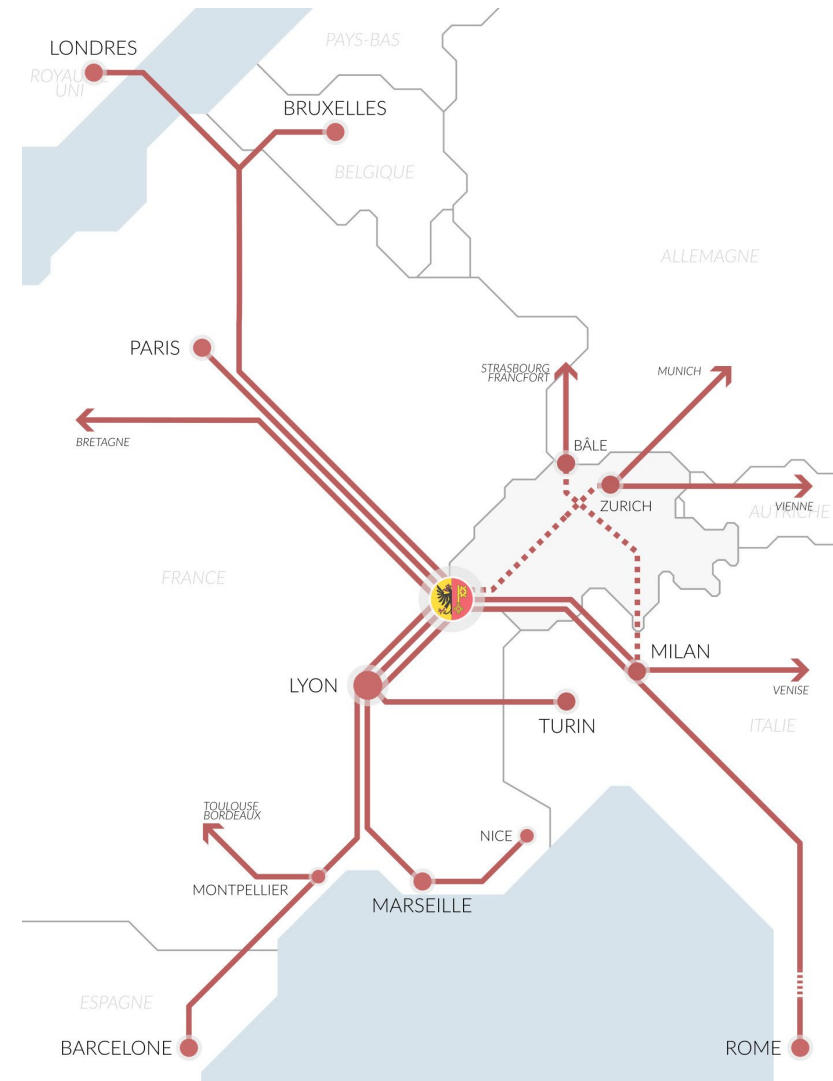 PAYS-BAS
LONDRES
ROYAUME
UNI
BRUXELLES
BELGIQUE
ALLEMAGNE
PARIS
STRASBOURG
FRANCFORT
MUNICH
BRETAGNE
BÂLE
ZURICH
VIENNE
AUTRICHE
FRANCE
MILAN
LYON
VENISE
TURIN
ITALIE
TOULOUSE
BORDEAUX
NICE
MONTPELLIER
MARSEILLE
ESPAGNE
BARCELONE
ROME